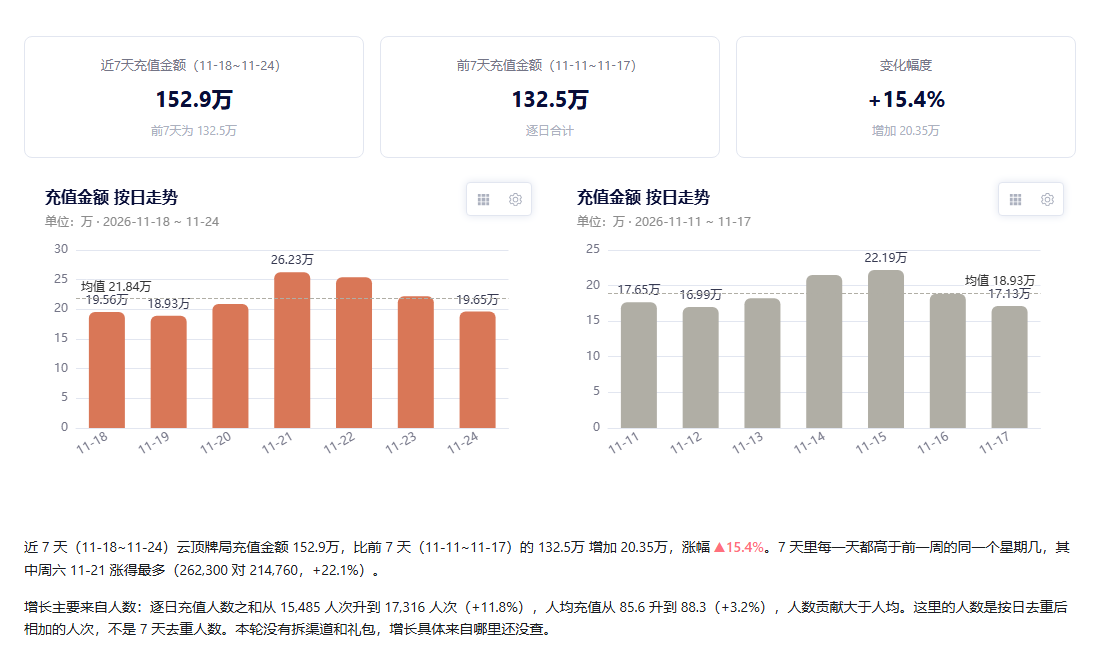 近7天充值金额（11-18~11-24）
152.9万
前7天为 132.5万
前7天充值金额（11-11~11-17）
132.5万
逐日合计
变化幅度
+15.4%
增加 20.35万
充值金额 按日走势
单位：万 · 2026-11-18 ~ 11-24
30
25
20
15
10
5
0
均值 21.84万
19.56万
18.93万
26.23万
19.65万
11-18
11-19
11-20
11-21
11-22
11-23
11-24
充值金额 按日走势
单位：万 · 2026-11-11 ~ 11-17
25
20
15
10
5
0
17.65万
16.99万
22.19万
均值 18.93万
17.13万
11-11
11-12
11-13
11-14
11-15
11-16
11-17
近 7 天（11-18~11-24）云顶牌局充值金额 152.9万，比前 7 天（11-11~11-17）的 132.5万 增加 20.35万，涨幅 ▲15.4%。7 天里每一天都高于前一周的同一个星期几，其
中周六 11-21 涨得最多（262,300 对 214,760，+22.1%）。
增长主要来自人数：逐日充值人数之和从 15,485 人次升到 17,316 人次（+11.8%），人均充值从 85.6 升到 88.3（+3.2%），人数贡献大于人均。这里的人数是按日去重后
相加的人次，不是 7 天去重人数。本轮没有拆渠道和礼包，增长具体来自哪里还没查。